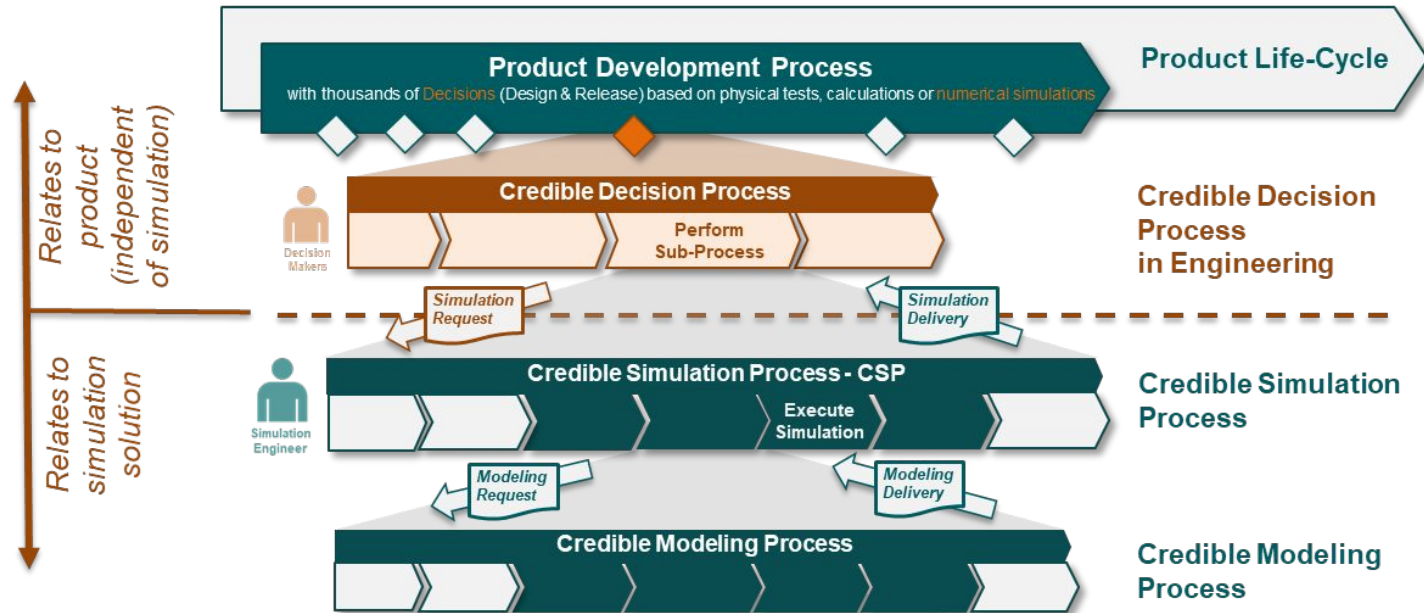 Product Development Process
with thousands of Decisions (Design & Release) based on physical tests, calculations or numerical simulations
Product Life-Cycle
Relates to
product
(independent
of simulation)
Credible Decision Process
Decision
Makers
Perform
Sub-Process
Credible Decision
Process
in Engineering
Simulation
Request
Simulation
Delivery
Relates to
simulation
solution
Credible Simulation Process - CSP
Simulation
Engineer
Execute
Simulation
Credible Simulation
Process
Modeling
Request
Modeling
Delivery
Credible Modeling Process
Credible Modeling
Process